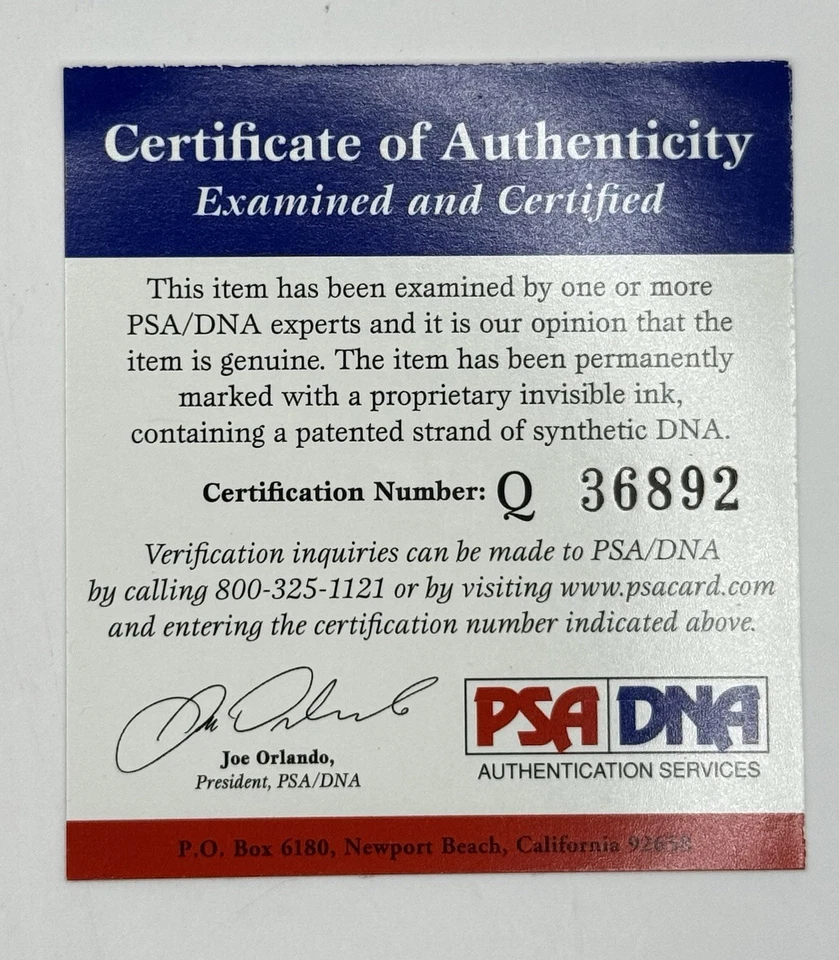 Certificate of Authenticity
Examined and Certified
This item has been examined by one or more
PSA/DNA experts and it is our opinion that the
item is genuine. The item has been permanently
marked with a proprietary invisible ink,
containing a patented strand of synthetic DNA.
Certification Number: Q 36892
Verification inquiries can be made to PSA/DNA
by calling 800-325-1121 or by visiting www.psacard.com
and entering the certification number indicated above.
Joe Orlando,
President, PSA/DNA
PSA DNA
AUTHENTICATION SERVICES
P.O. Box 6180, Newport Beach, California 92658